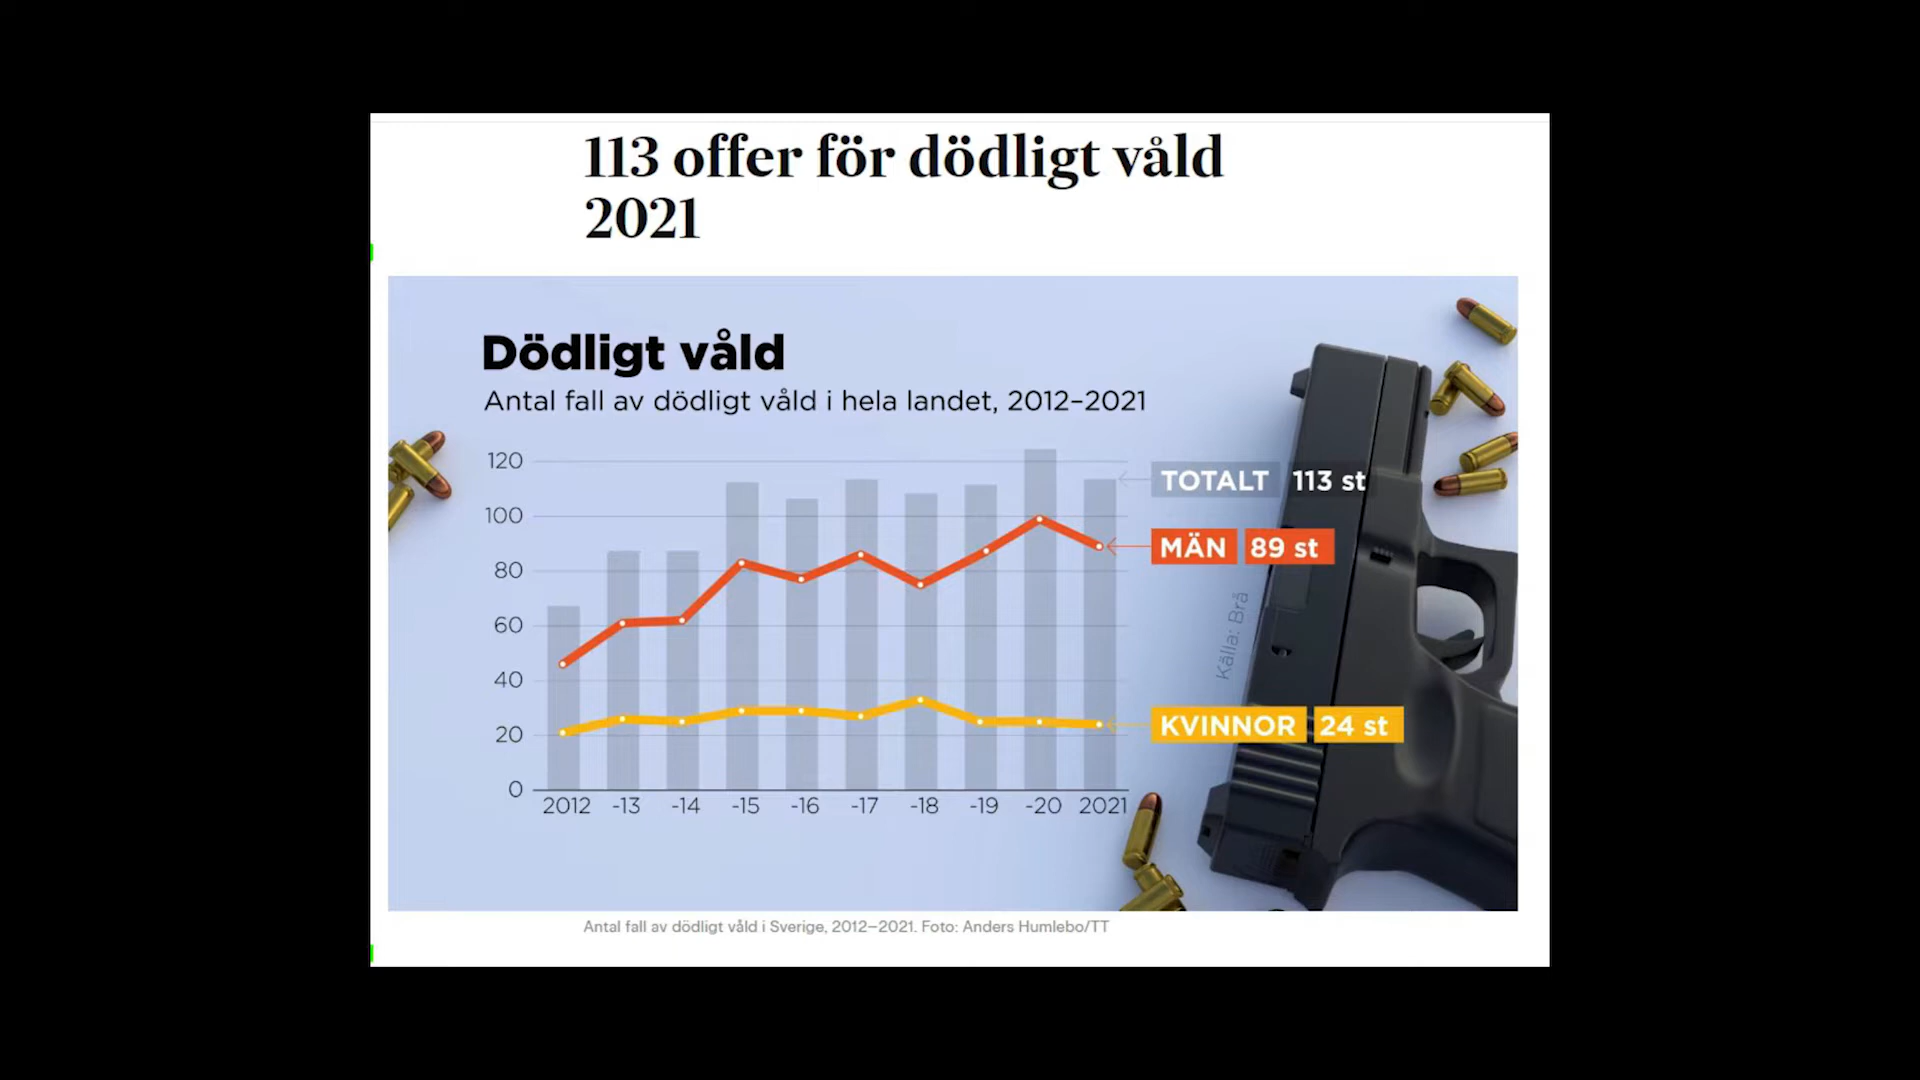 113 offer för dödligt våld
2021
Dödligt våld
Antal fall av dödligt våld i hela landet, 2012–2021
120
100
80
60
40
20
0
2012 -13 -14 -15 -16 -17 -18 -19 -20 2021
TOTALT 113 st
MÄN 89 st
KVINNOR 24 st
Källa: Brå
Antal fall av dödligt våld i Sverige, 2012–2021. Foto: Anders Humlebo/TT